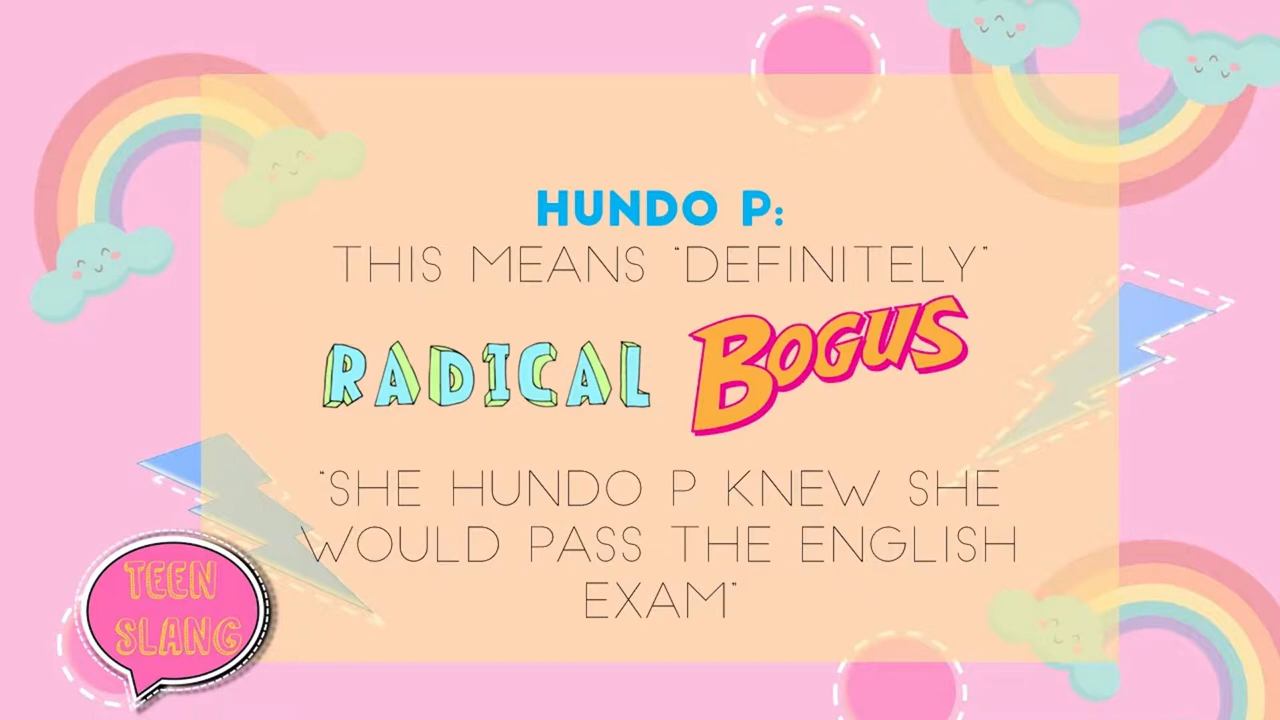 HUNDO P:
THIS MEANS "DEFINITELY"
RADICAL BOGUS
"SHE HUNDO P KNEW SHE
WOULD PASS THE ENGLISH
EXAM"
TEEN
SLANG